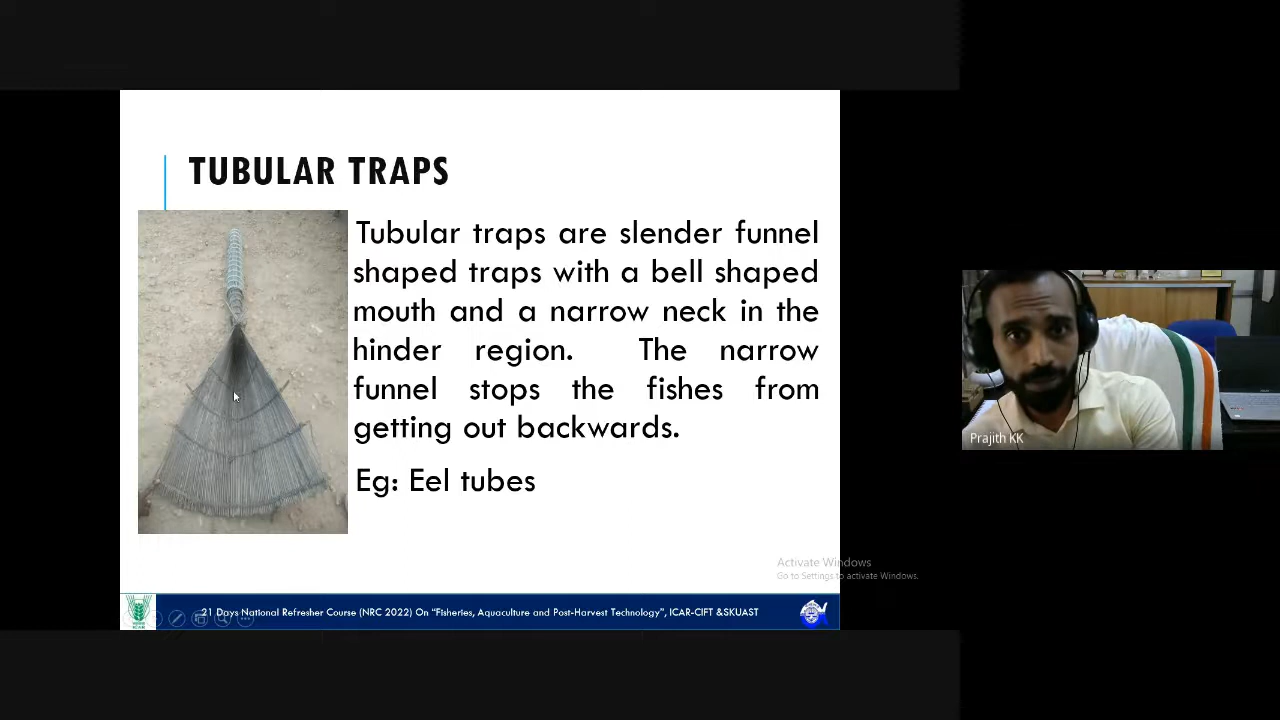 TUBULAR TRAPS
Tubular traps are slender funnel
shaped traps with a bell shaped
mouth and a narrow neck in the
hinder region. The narrow
funnel stops the fishes from
getting out backwards.
Eg: Eel tubes
Prajith KK
Activate Windows
Go to Settings to activate Windows.
21 Days National Refresher Course (NRC 2022) On "Fisheries, Aquaculture and Post-Harvest Technology", ICAR-CIFT &SKUAST